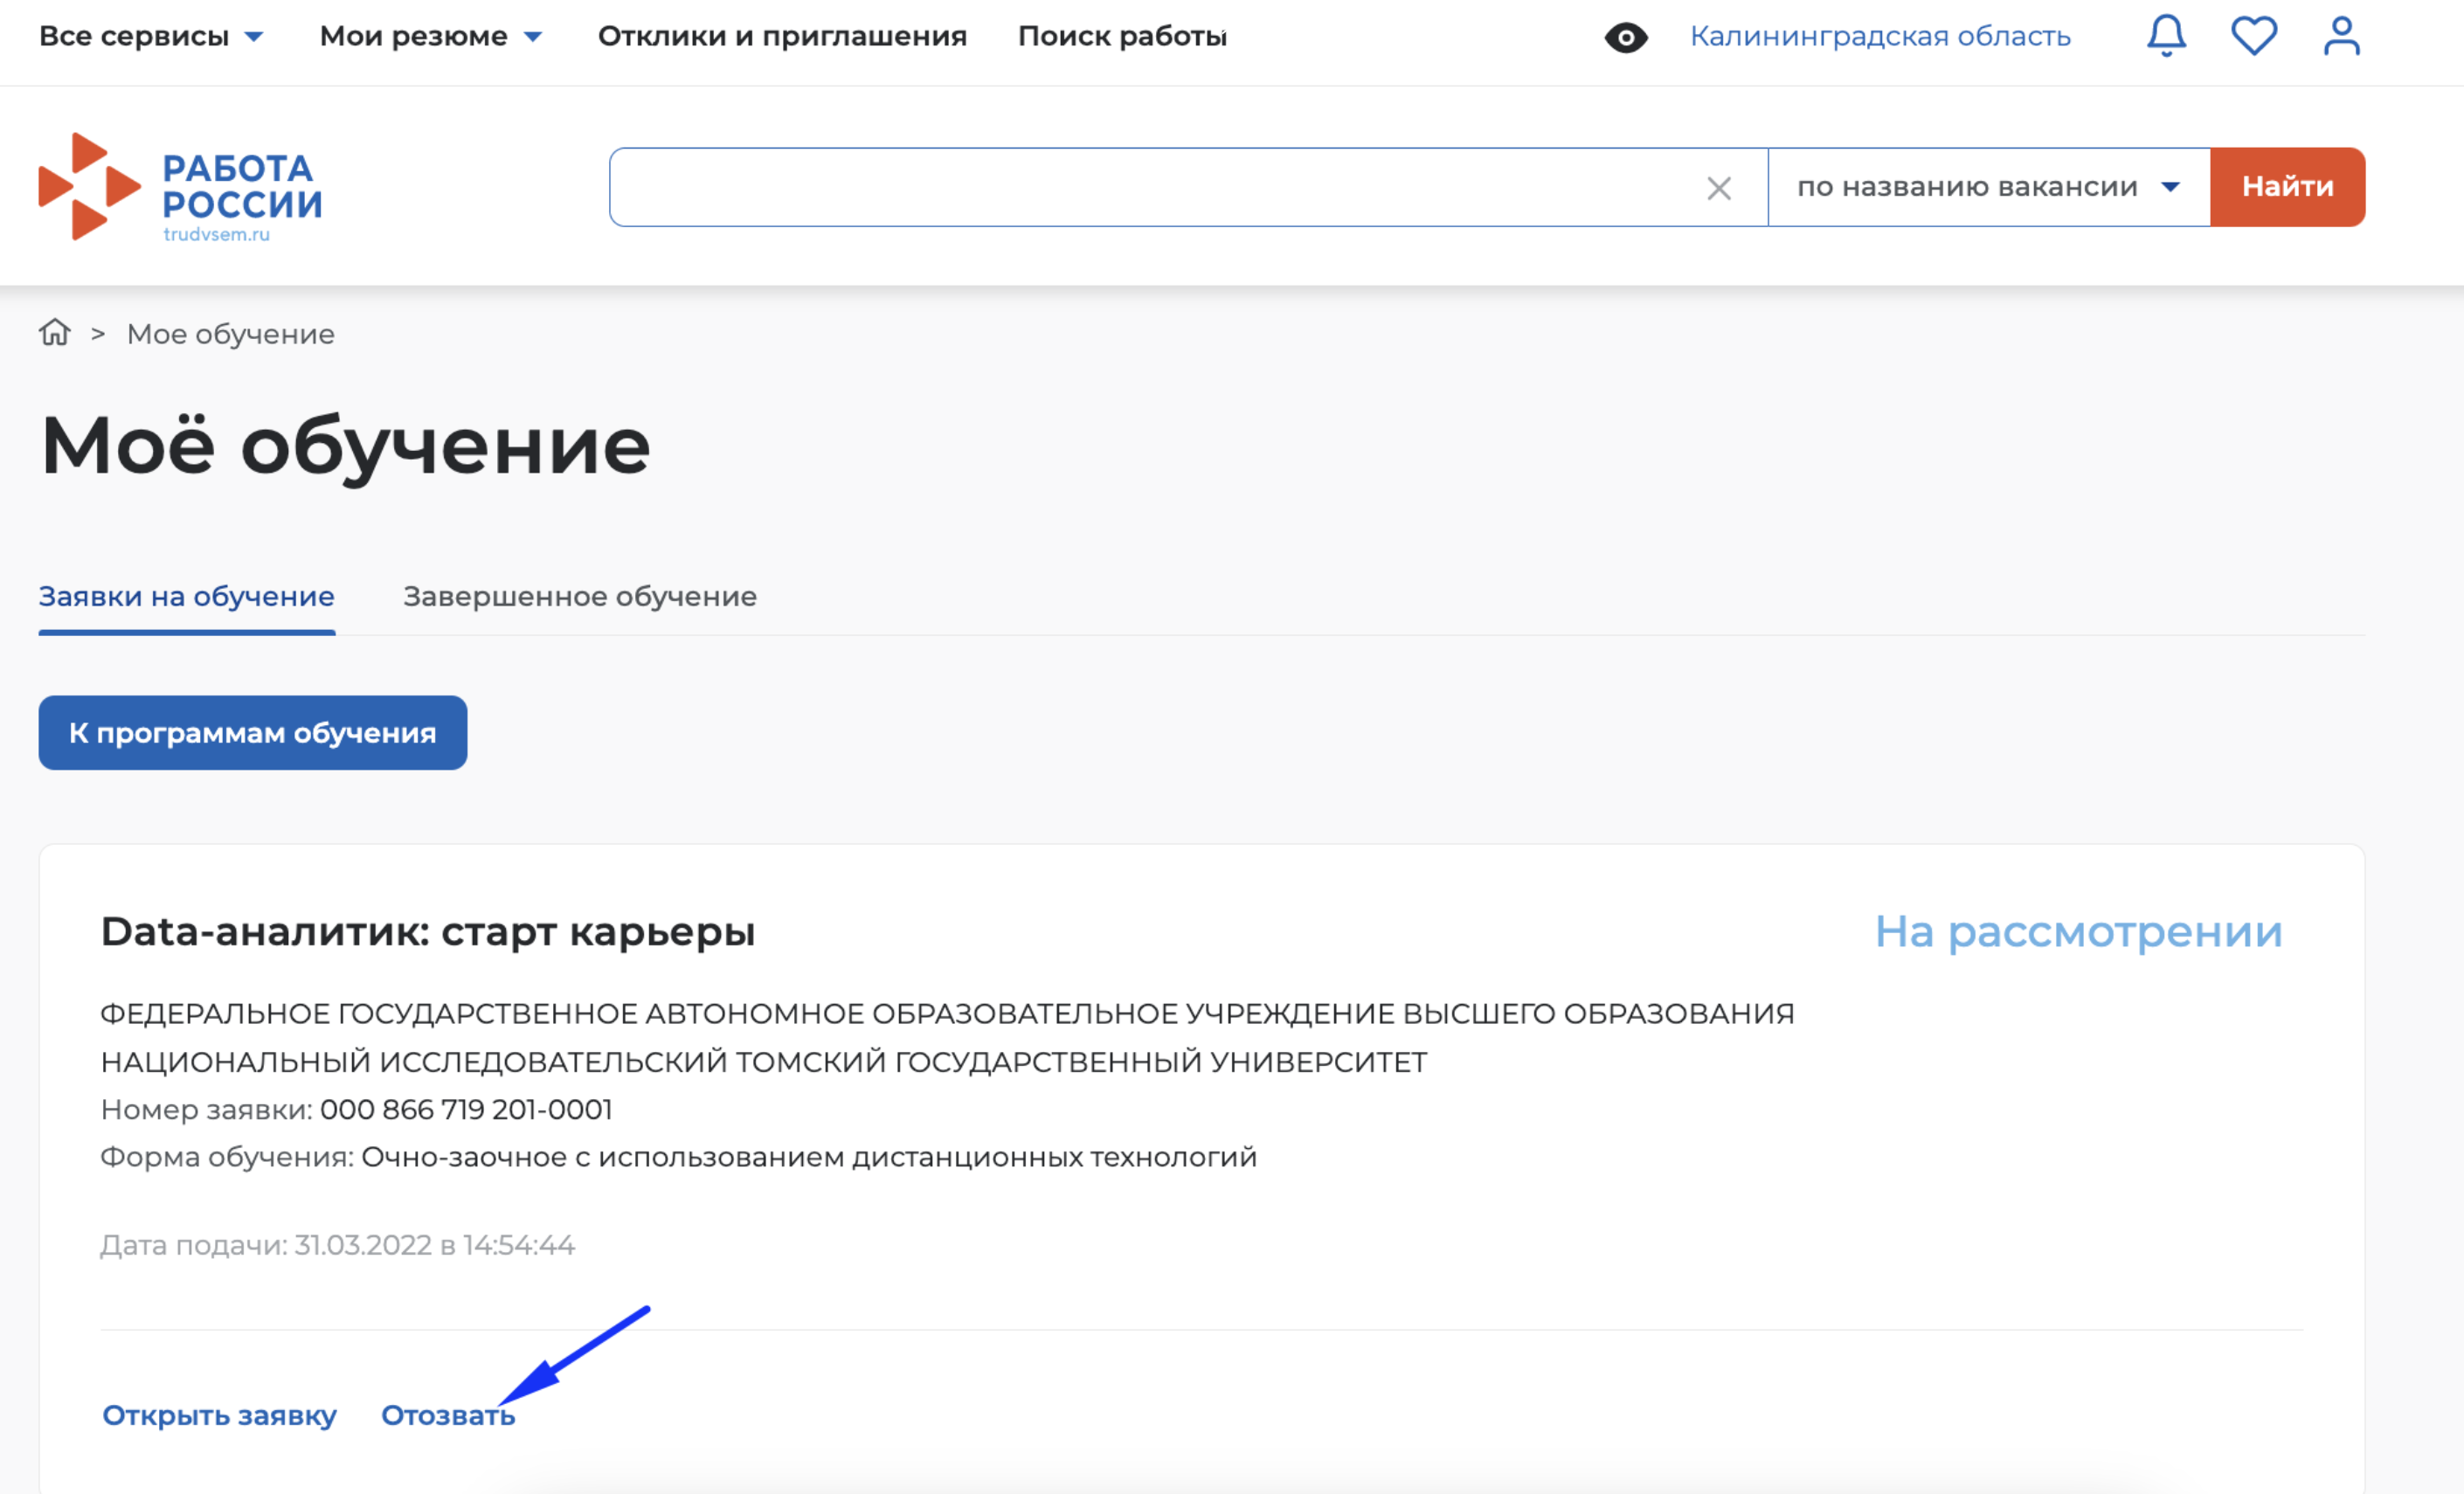 Все сервисы Мои резюме Отклики и приглашения Поиск работы Калининградская область
РАБОТА
РОССИИ
trudvsem.ru
по названию вакансии Найти
> Мое обучение
Моё обучение
Заявки на обучение Завершенное обучение
К программам обучения
Data-аналитик: старт карьеры На рассмотрении
ФЕДЕРАЛЬНОЕ ГОСУДАРСТВЕННОЕ АВТОНОМНОЕ ОБРАЗОВАТЕЛЬНОЕ УЧРЕЖДЕНИЕ ВЫСШЕГО ОБРАЗОВАНИЯ
НАЦИОНАЛЬНЫЙ ИССЛЕДОВАТЕЛЬСКИЙ ТОМСКИЙ ГОСУДАРСТВЕННЫЙ УНИВЕРСИТЕТ
Номер заявки: 000 866 719 201-0001
Форма обучения: Очно-заочное с использованием дистанционных технологий
Дата подачи: 31.03.2022 в 14:54:44
Открыть заявку Отозвать